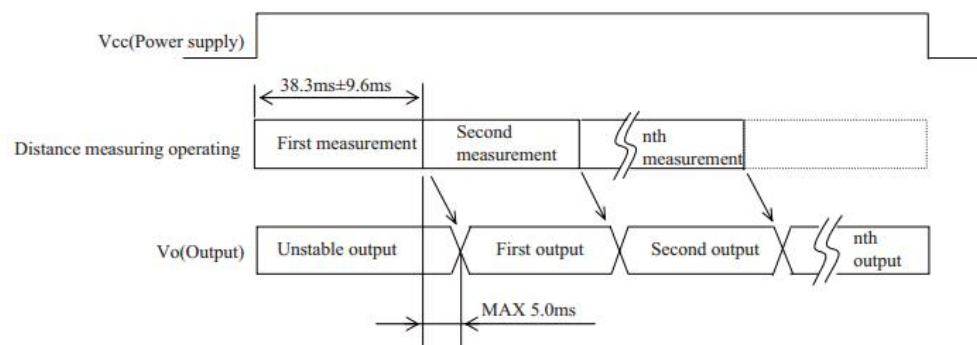 Vcc(Power supply)
38.3ms±9.6ms
Distance measuring operating
First measurement
Second
measurement
nth
measurement
Vo(Output)
Unstable output
First output
Second output
nth
output
MAX 5.0ms